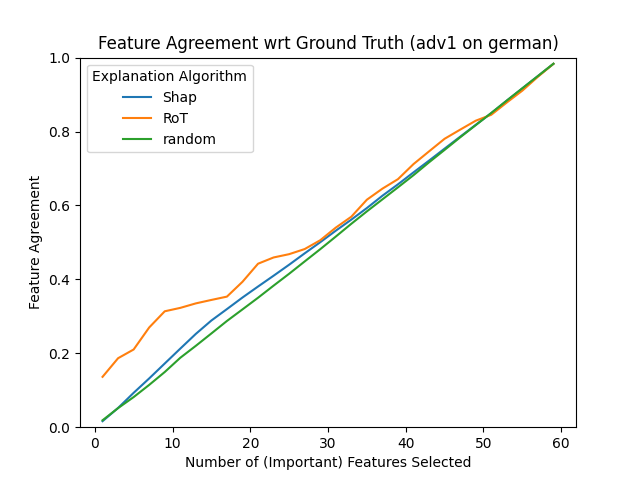 Feature Agreement wrt Ground Truth (adv1 on german)
Explanation Algorithm
Shap
RoT
random
1.0
0.8
0.6
0.4
0.2
0.0
Feature Agreement
0
10
20
30
40
50
60
Number of (Important) Features Selected